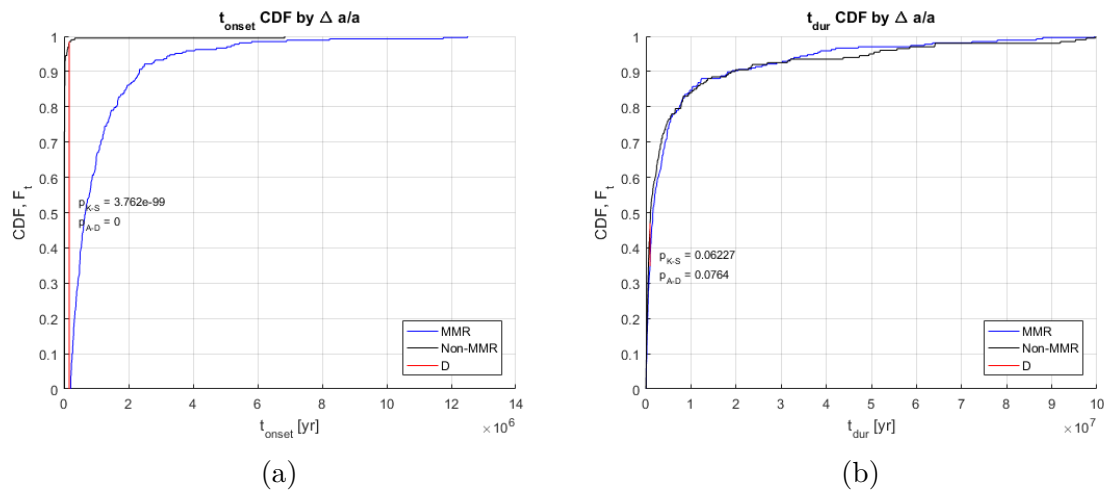 t_onset CDF by Δ a/a
1
0.9
0.8
0.7
0.6
0.5
0.4
0.3
0.2
0.1
0
CDF, F_t
p_K-S = 3.762e-99
p_A-D = 0
MMR
Non-MMR
D
0 2 4 6 8 10 12 14
t_onset [yr]
×10^6
(a)
t_dur CDF by Δ a/a
1
0.9
0.8
0.7
0.6
0.5
0.4
0.3
0.2
0.1
0
CDF, F_t
p_K-S = 0.06227
p_A-D = 0.0764
MMR
Non-MMR
D
0 1 2 3 4 5 6 7 8 9 10
t_dur [yr]
×10^7
(b)